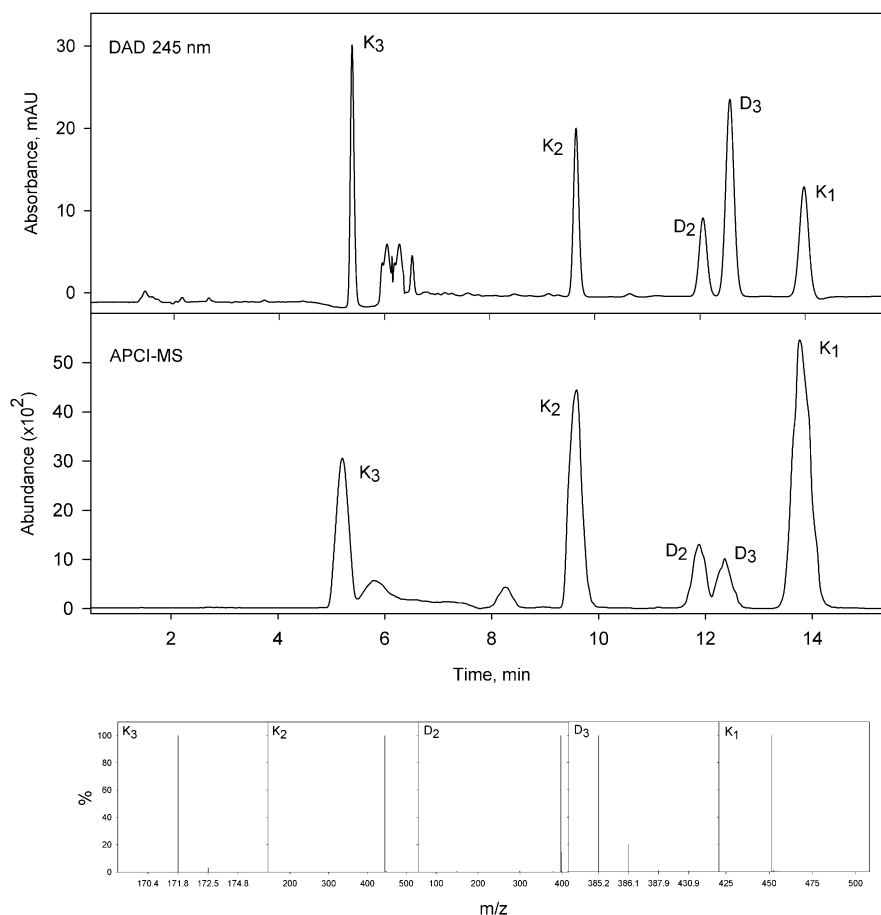 DAD 245 nm
K3
K2
D2
D3
K1
30
20
10
0
Absorbance, mAU
APCI-MS
K3
K2
D2
D3
K1
50
40
30
20
10
0
Abundance (x10²)
2 4 6 8 10 12 14
Time, min
K3 K2 D2 D3 K1
100
80
60
40
20
0
%
170.4 171.8 172.5 174.8 200 300 400 500 100 200 300 400 385.2 386.1 387.9 430.9 425 450 475 500
m/z